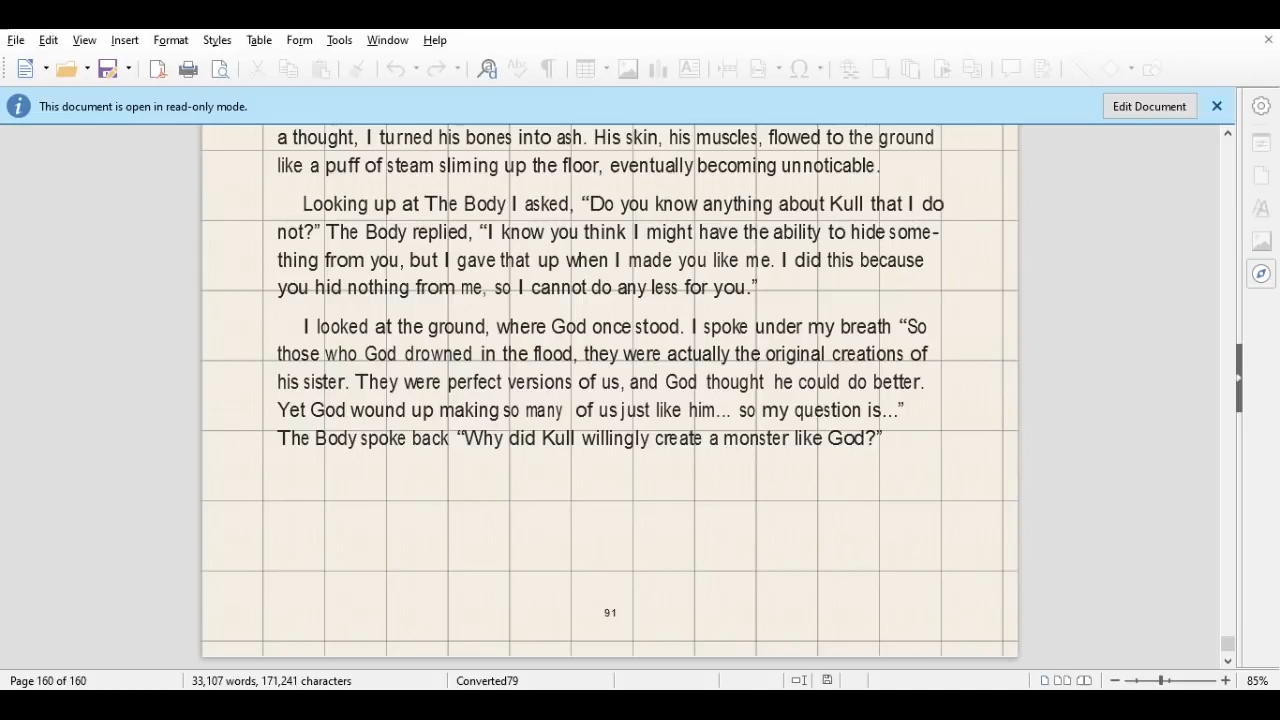 File Edit View Insert Format Styles Table Form Tools Window Help
This document is open in read-only mode. Edit Document
a thought, I turned his bones into ash. His skin, his muscles, flowed to the ground
like a puff of steam sliming up the floor, eventually becoming unnoticable.
Looking up at The Body I asked, “Do you know anything about Kull that I do
not?” The Body replied, “I know you think I might have the ability to hide some-
thing from you, but I gave that up when I made you like me. I did this because
you hid nothing from me, so I cannot do any less for you.”
I looked at the ground, where God once stood. I spoke under my breath “So
those who God drowned in the flood, they were actually the original creations of
his sister. They were perfect versions of us, and God thought he could do better.
Yet God wound up making so many of us just like him... so my question is...”
The Body spoke back “Why did Kull willingly create a monster like God?”
91
Page 160 of 160 33,107 words, 171,241 characters Converted79 85%